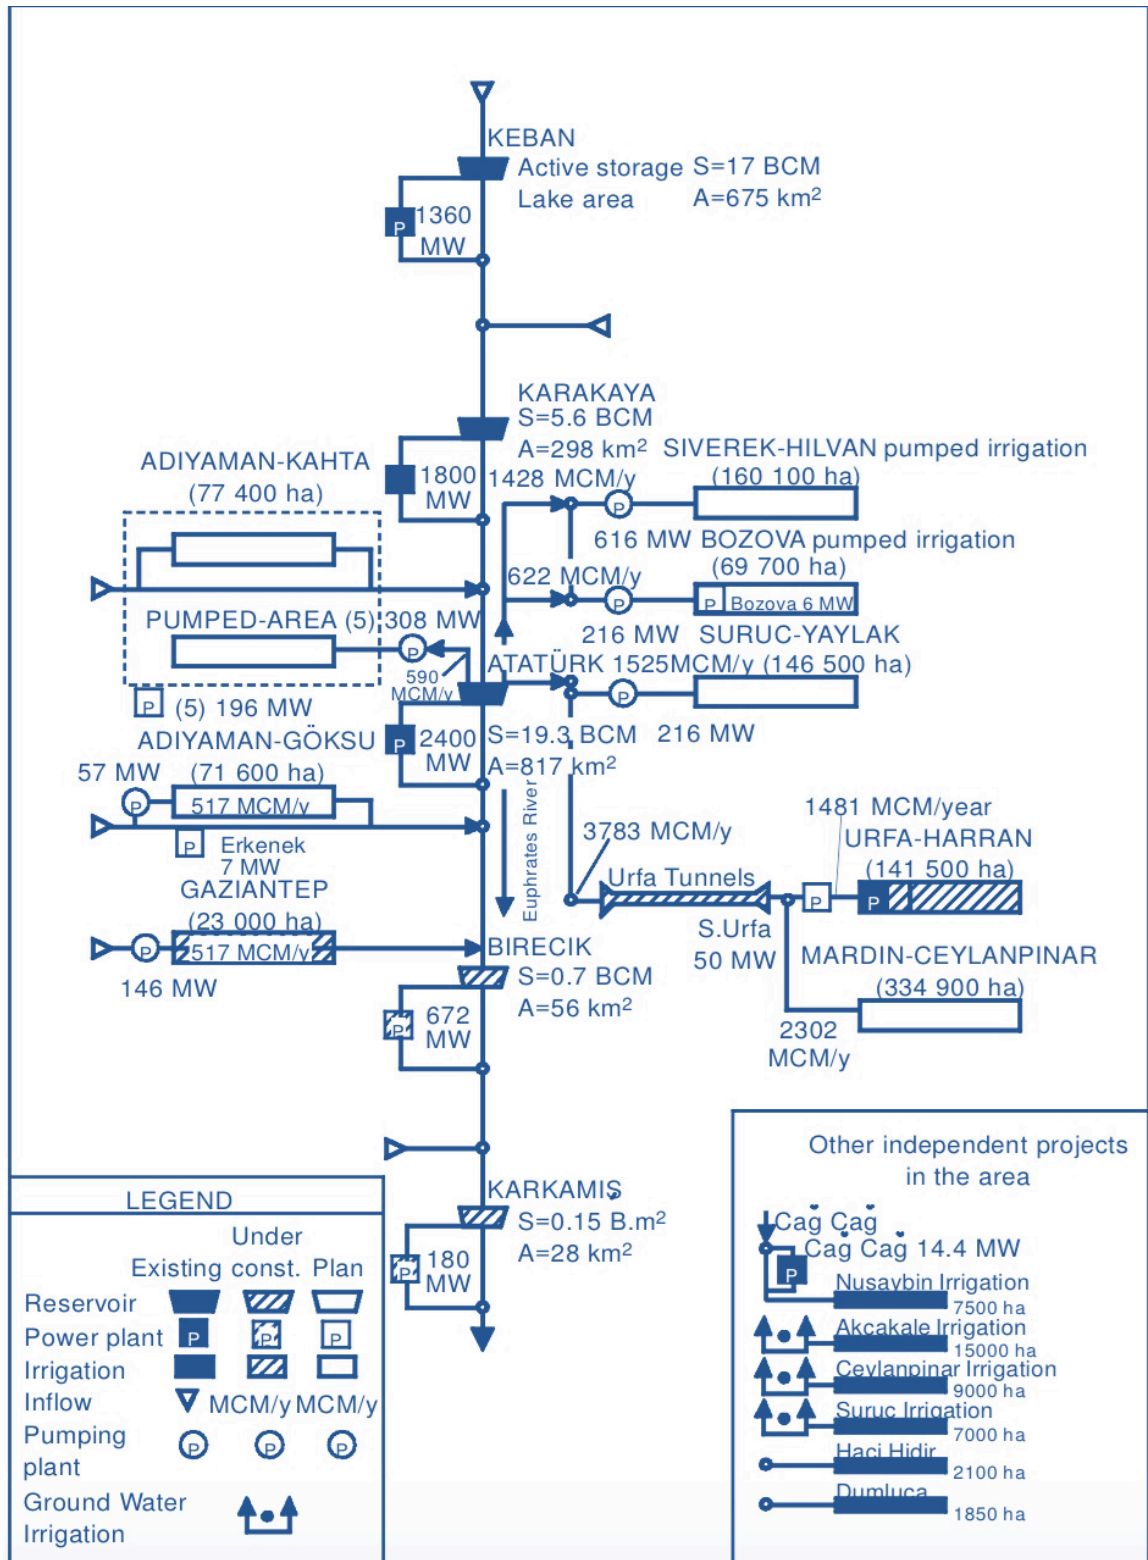 KEBAN
Active storage S=17 BCM
Lake area A=675 km²
P
1360
MW
KARAKAYA
S=5.6 BCM
A=298 km²
1800
MW
1428 MCM/y
SIVEREK-HILVAN pumped irrigation
(160 100 ha)
P
616 MW
BOZOVA pumped irrigation
(69 700 ha)
622 MCM/y
P
P Bozova 6 MW
216 MW
SURUC-YAYLAK
1525MCM/y (146 500 ha)
P
216 MW
ADIYAMAN-KAHTA
(77 400 ha)
PUMPED-AREA (5) 308 MW
P
590
MCM/y
P (5) 196 MW
ATATÜRK
P
2400
MW
S=19.3 BCM
A=817 km²
ADIYAMAN-GÖKSU
(71 600 ha)
57 MW
P
517 MCM/y
P Erkenek
7 MW
Euphrates River
3783 MCM/y
Urfa Tunnels
1481 MCM/year
URFA-HARRAN
(141 500 ha)
P
P
S.Urfa
50 MW
MARDIN-CEYLANPINAR
(334 900 ha)
2302
MCM/y
GAZIANTEP
(23 000 ha)
P
517 MCM/y
146 MW
BIRECIK
S=0.7 BCM
A=56 km²
P
672
MW
KARKAMIŞ
S=0.15 B.m²
A=28 km²
P
180
MW
LEGEND
Under
Existing const. Plan
Reservoir
Power plant P P P
Irrigation
Inflow MCM/y MCM/y
Pumping
plant
P P P
Ground Water
Irrigation
Other independent projects
in the area
Cağ Cağ
Cağ Cağ 14.4 MW
P
Nusaybin Irrigation
7500 ha
Akcakale Irrigation
15000 ha
Ceylanpinar Irrigation
9000 ha
Suruc Irrigation
7000 ha
Haci Hidir
2100 ha
Dumluca
1850 ha